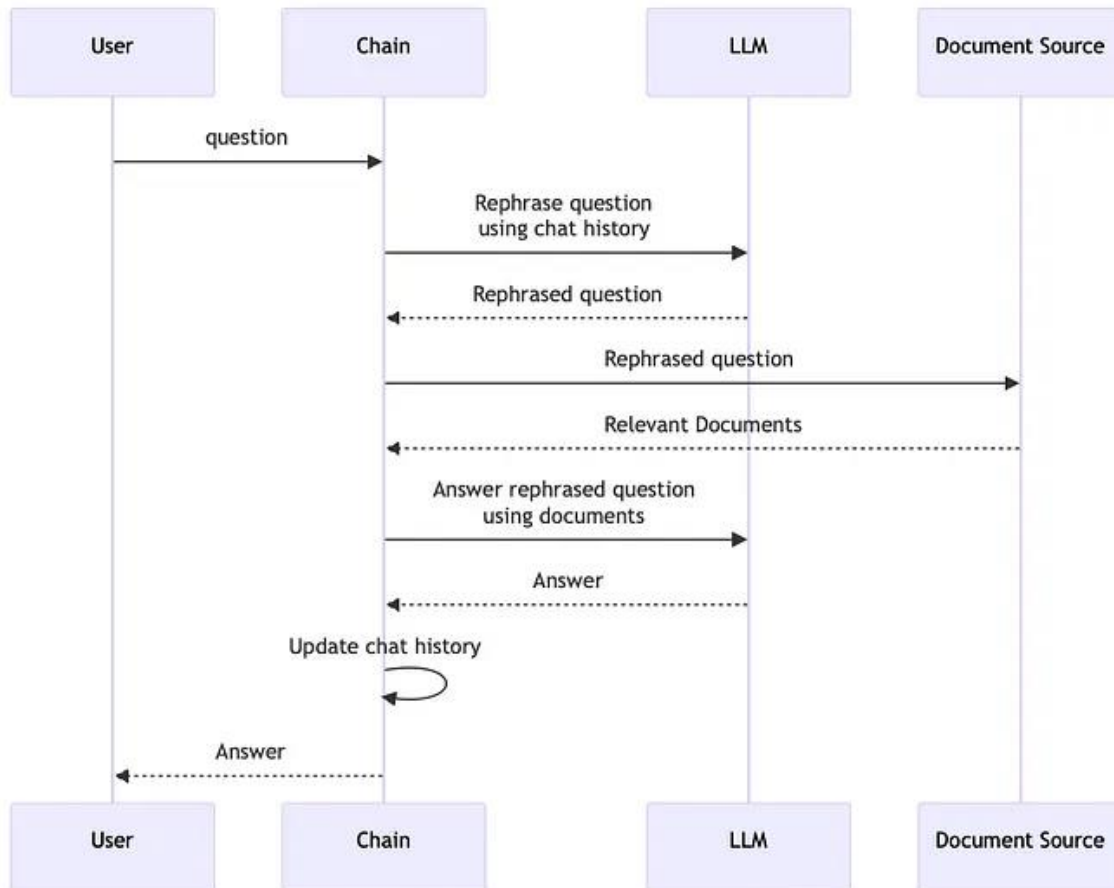 User Chain LLM Document Source
question
Rephrase question
using chat history
Rephrased question
Rephrased question
Relevant Documents
Answer rephrased question
using documents
Answer
Update chat history
Answer
User Chain LLM Document Source